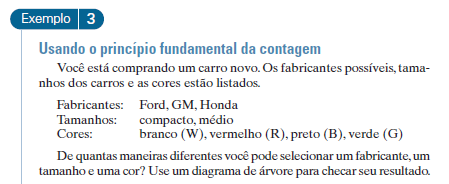 Exemplo 3
Usando o princípio fundamental da contagem
Você está comprando um carro novo. Os fabricantes possíveis, tama-
nhos dos carros e as cores estão listados.
Fabricantes: Ford, GM, Honda
Tamanhos: compacto, médio
Cores: branco (W), vermelho (R), preto (B), verde (G)
De quantas maneiras diferentes você pode selecionar um fabricante, um
tamanho e uma cor? Use um diagrama de árvore para checar seu resultado.